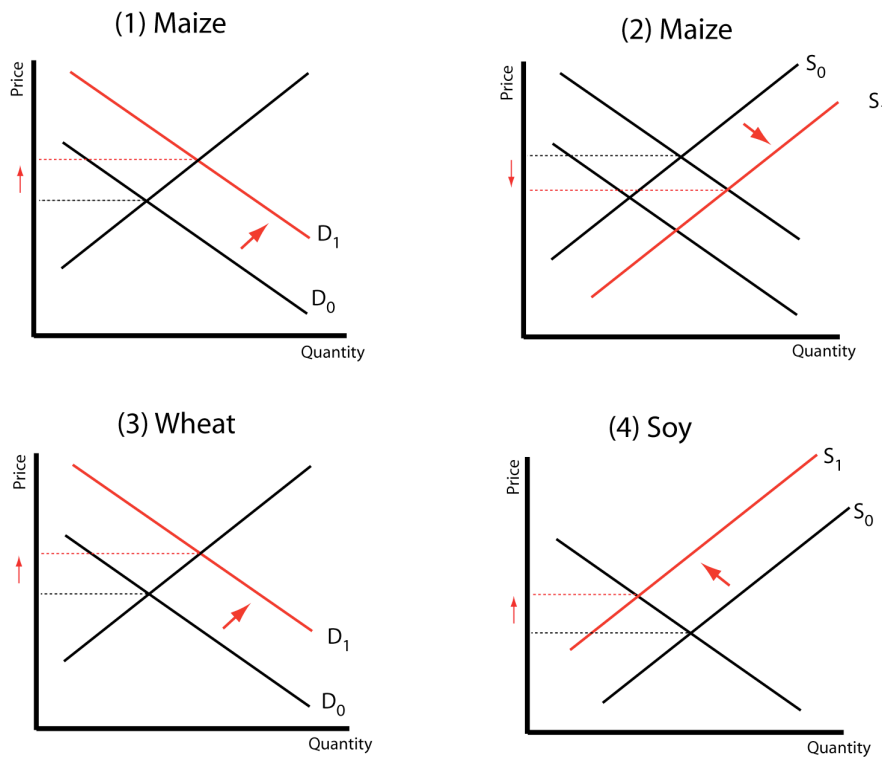 (1) Maize
Price
D₁
D₀
Quantity
(2) Maize
Price
S₀
S
Quantity
(3) Wheat
Price
D₁
D₀
Quantity
(4) Soy
Price
S₁
S₀
Quantity